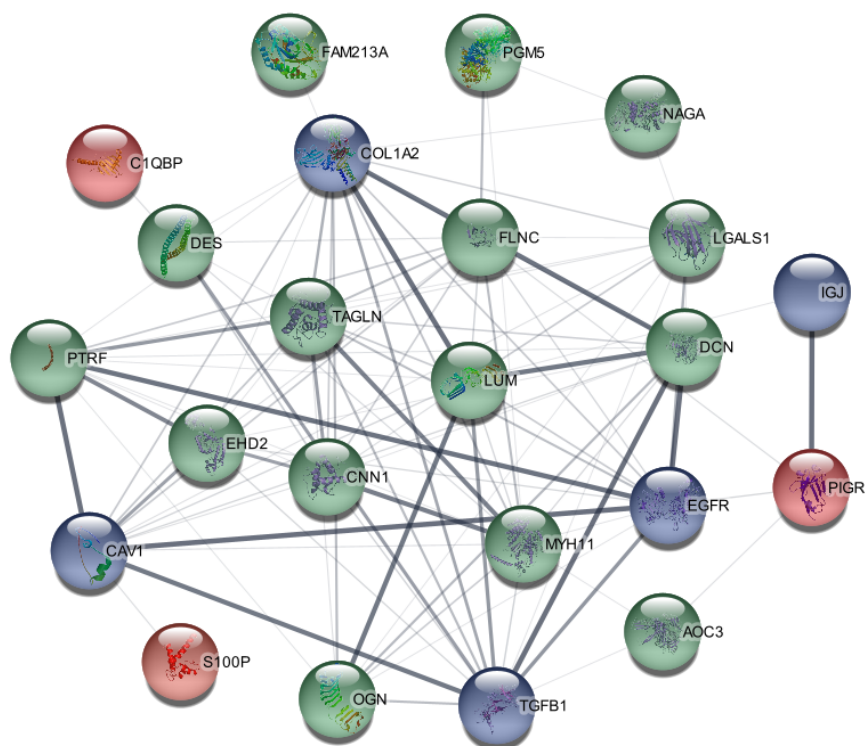 FAM213A
PGM5
NAGA
COL1A2
C1QBP
DES
FLNC
LGALS1
IGJ
TAGLN
PTRF
DCN
LUM
EHD2
CNN1
EGFR
PIGR
CAV1
MYH11
AOC3
S100P
OGN
TGFB1